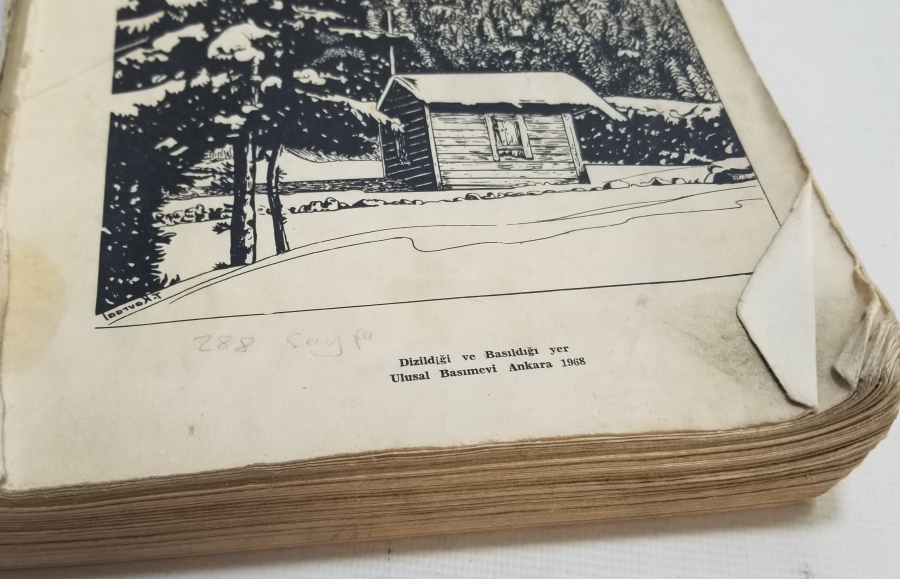 288 sayfa
Dizildiği ve Basıldığı yer
Ulusal Basımevi Ankara 1968